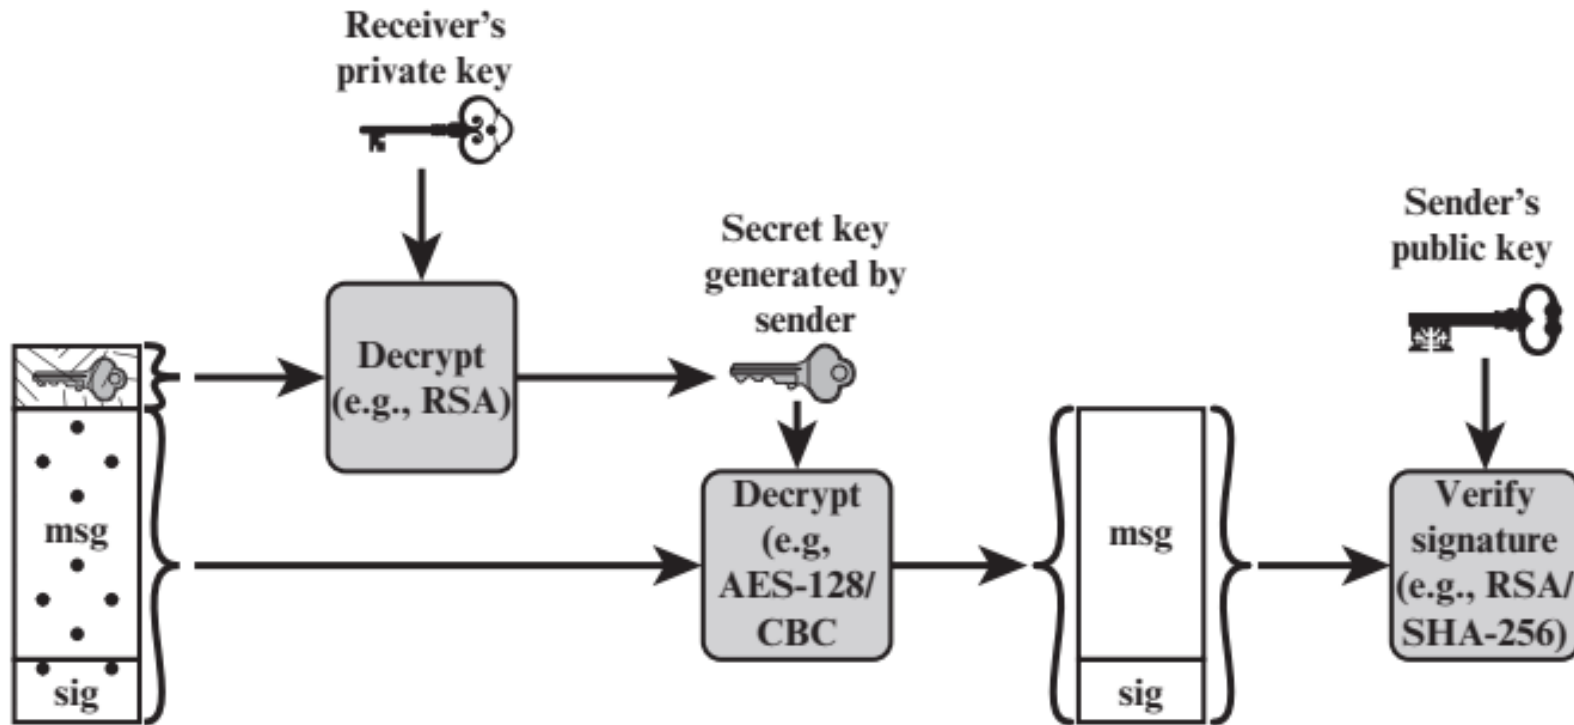 Receiver's
private key
Secret key
generated by
sender
Sender's
public key
Decrypt
(e.g., RSA)
msg
sig
Decrypt
(e.g,
AES-128/
CBC
msg
sig
Verify
signature
(e.g., RSA/
SHA-256)